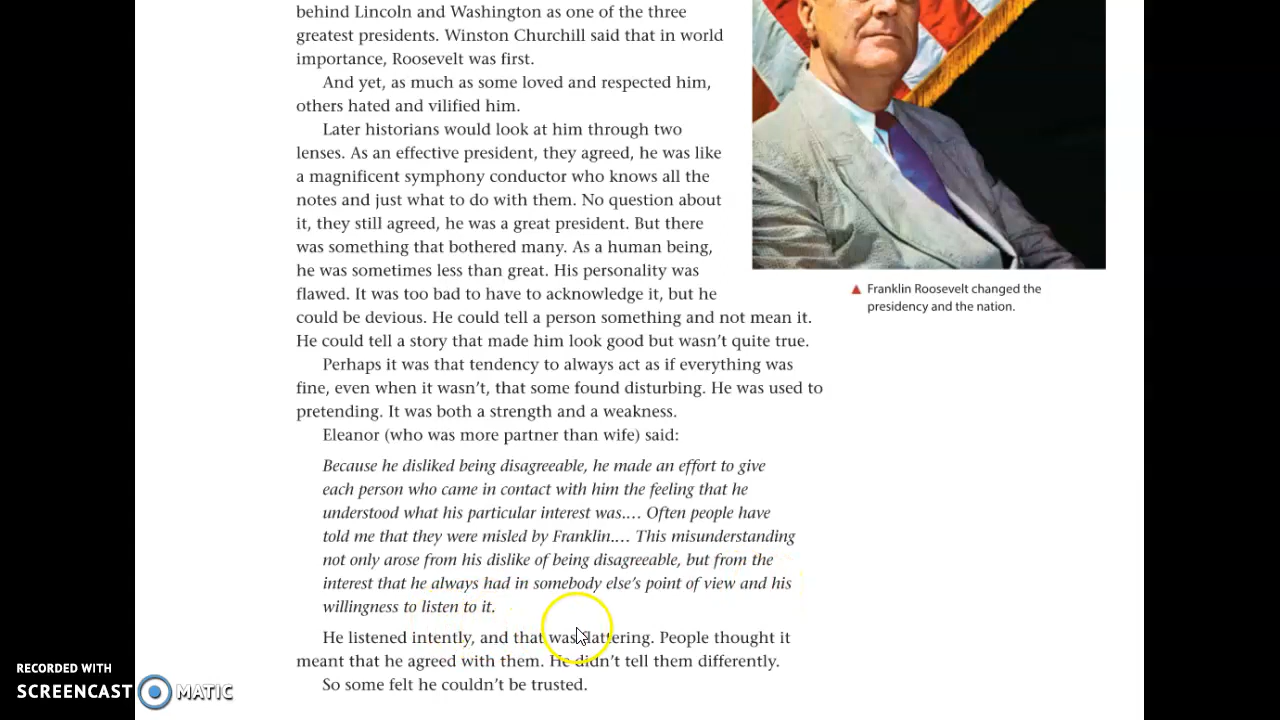 behind Lincoln and Washington as one of the three
greatest presidents. Winston Churchill said that in world
importance, Roosevelt was first.
And yet, as much as some loved and respected him,
others hated and vilified him.
Later historians would look at him through two
lenses. As an effective president, they agreed, he was like
a magnificent symphony conductor who knows all the
notes and just what to do with them. No question about
it, they still agreed, he was a great president. But there
was something that bothered many. As a human being,
he was sometimes less than great. His personality was
flawed. It was too bad to have to acknowledge it, but he
could be devious. He could tell a person something and not mean it.
He could tell a story that made him look good but wasn’t quite true.
Perhaps it was that tendency to always act as if everything was
fine, even when it wasn’t, that some found disturbing. He was used to
pretending. It was both a strength and a weakness.
Eleanor (who was more partner than wife) said:
Because he disliked being disagreeable, he made an effort to give
each person who came in contact with him the feeling that he
understood what his particular interest was.… Often people have
told me that they were misled by Franklin.… This misunderstanding
not only arose from his dislike of being disagreeable, but from the
interest that he always had in somebody else’s point of view and his
willingness to listen to it.
He listened intently, and that was flattering. People thought it
meant that he agreed with them. He didn’t tell them differently.
So some felt he couldn’t be trusted.
▲ Franklin Roosevelt changed the
presidency and the nation.
RECORDED WITH
SCREENCAST MATIC